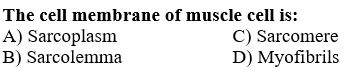 The cell membrane of muscle cell is:
A) Sarcoplasm C) Sarcomere
B) Sarcolemma D) Myofibrils